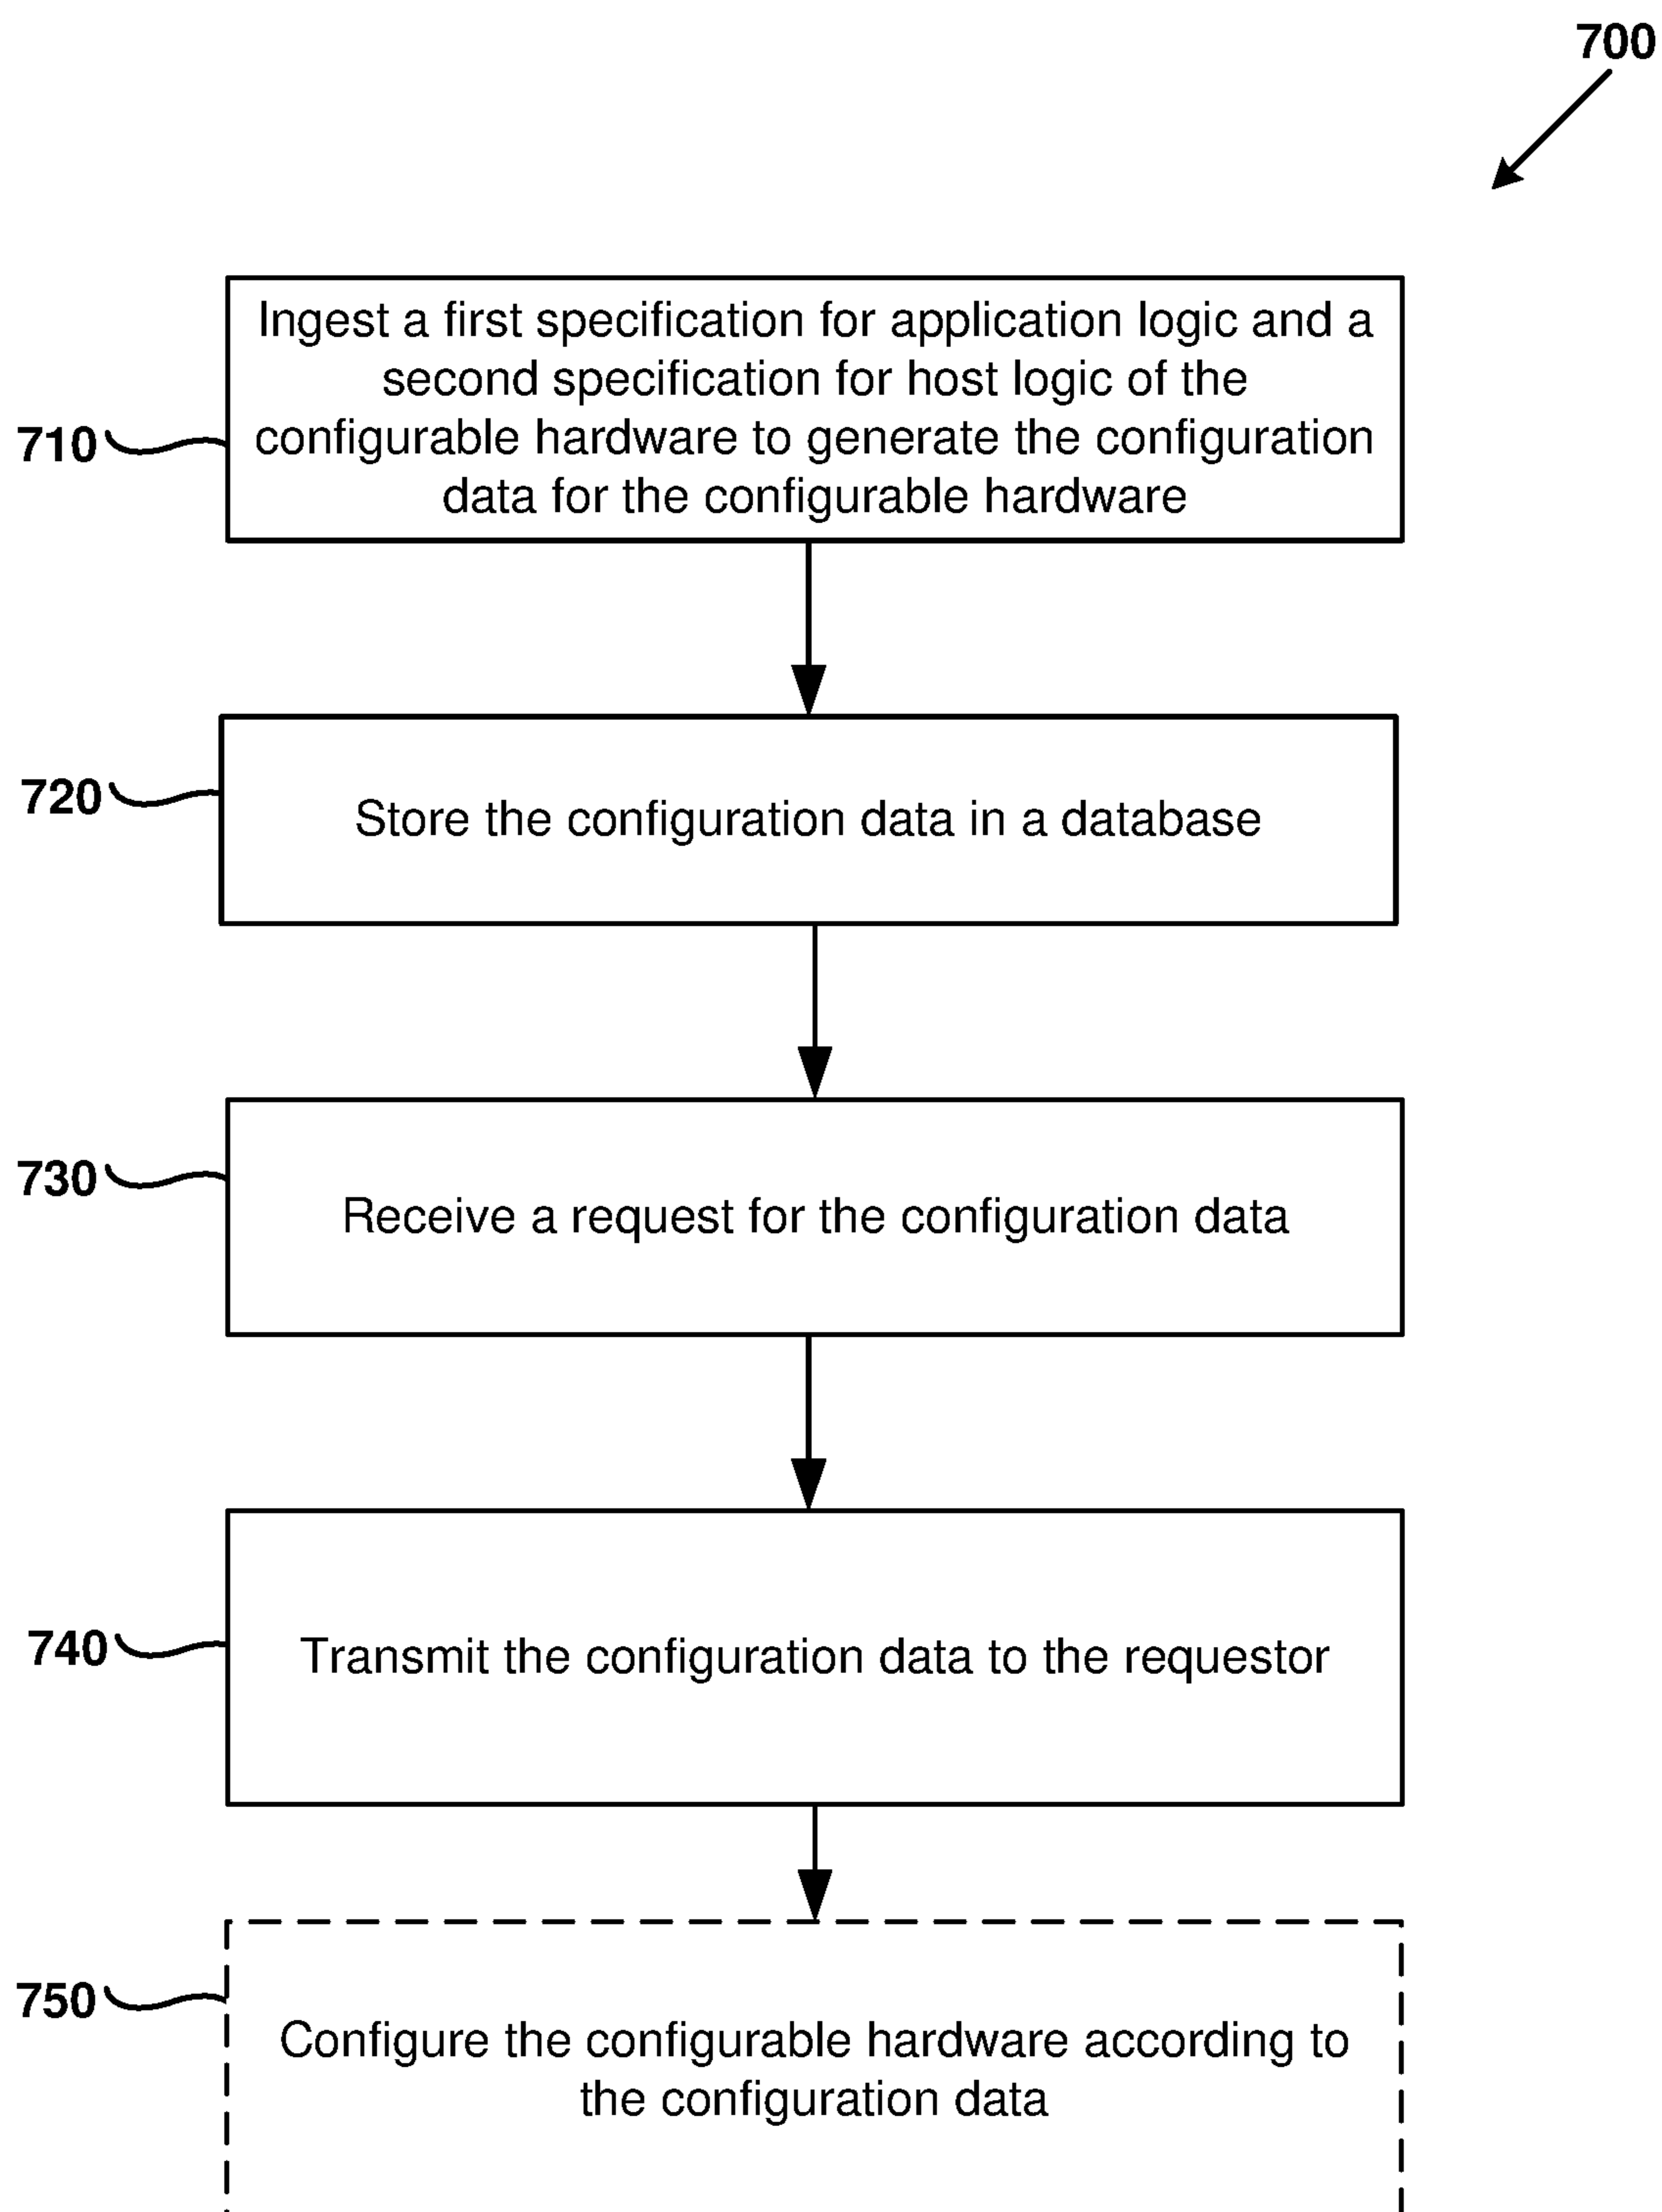 700
710
Ingest a first specification for application logic and a
second specification for host logic of the
configurable hardware to generate the configuration
data for the configurable hardware
720
Store the configuration data in a database
730
Receive a request for the configuration data
740
Transmit the configuration data to the requestor
750
Configure the configurable hardware according to
the configuration data